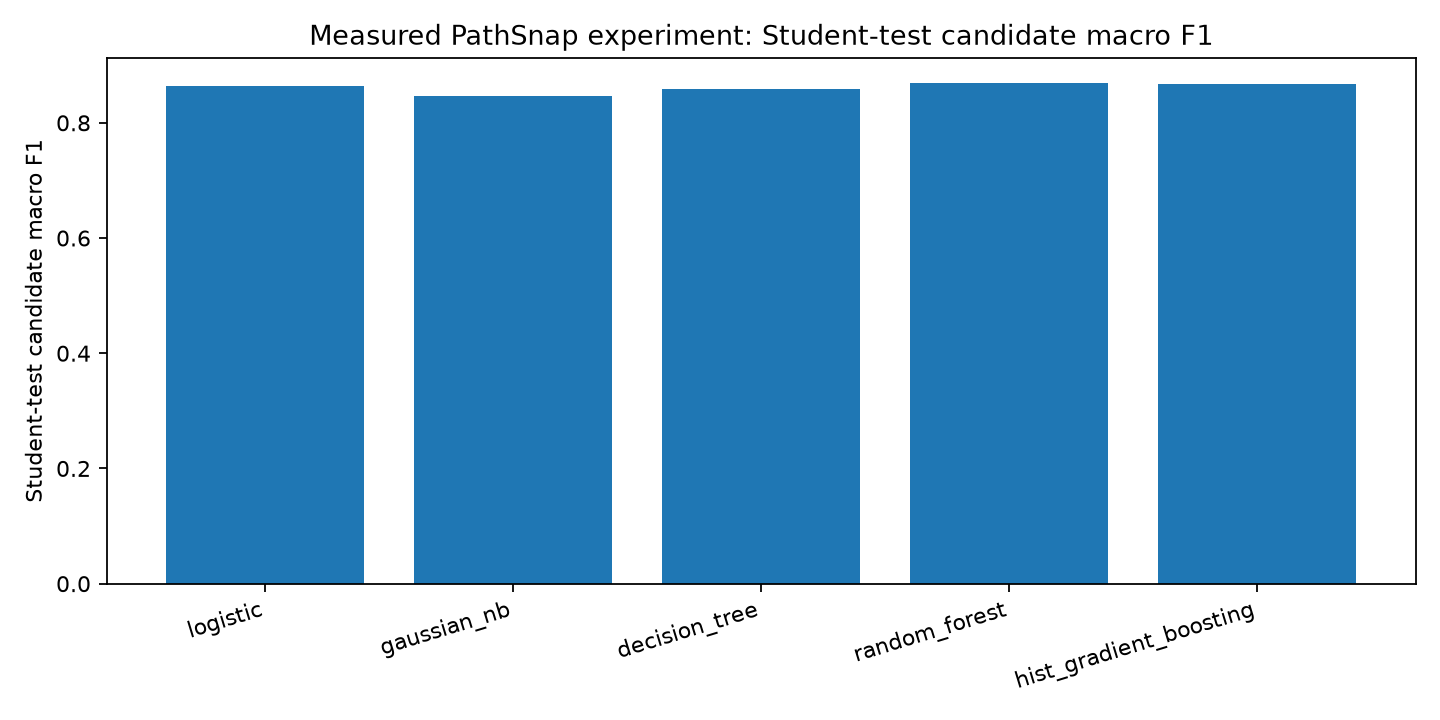 Measured PathSnap experiment: Student-test candidate macro F1
Student-test candidate macro F1
0.8
0.6
0.4
0.2
0.0
logistic
gaussian_nb
decision_tree
random_forest
hist_gradient_boosting